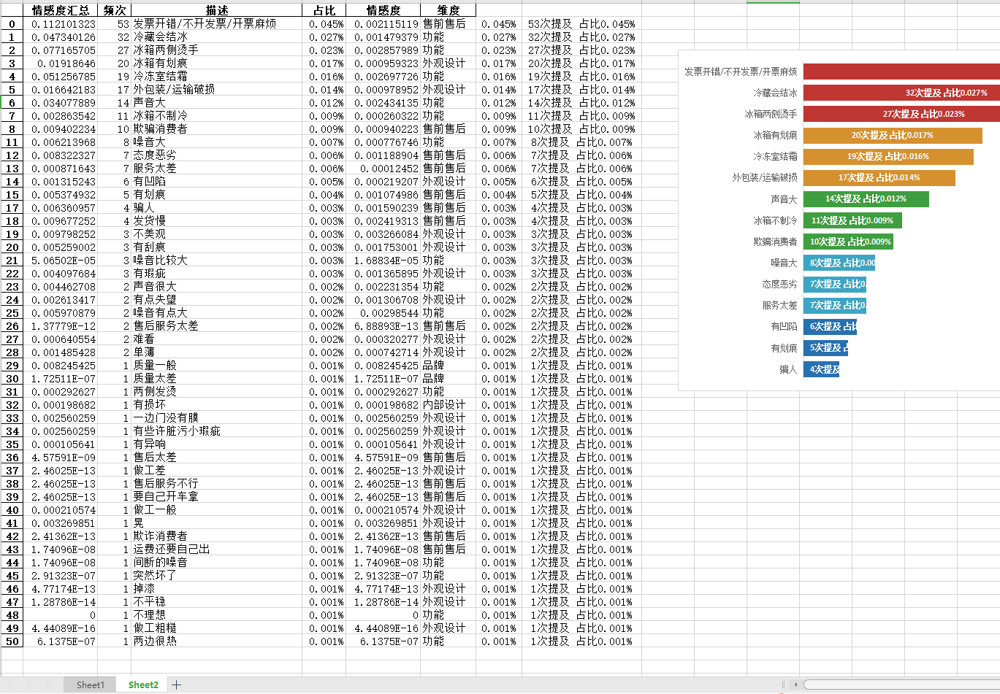 情感度汇总 频次 描述 占比 情感度 维度
0 0.112101323 53 发票开错/不开发票/开票麻烦 0.045% 0.002115119 售前售后 0.045% 53次提及 占比0.045%
1 0.047340126 32 冷藏会结冰 0.027% 0.001479379 功能 0.027% 32次提及 占比0.027%
2 0.077165705 27 冰箱两侧烫手 0.023% 0.002857989 功能 0.023% 27次提及 占比0.023%
3 0.01918646 20 冰箱有划痕 0.017% 0.000959323 外观设计 0.017% 20次提及 占比0.017%
4 0.051256785 19 冷冻室结霜 0.016% 0.002697726 功能 0.016% 19次提及 占比0.016%
5 0.016642183 17 外包装/运输破损 0.014% 0.000978952 外观设计 0.014% 17次提及 占比0.014%
6 0.034077889 14 声音大 0.012% 0.002434135 功能 0.012% 14次提及 占比0.012%
7 0.002863542 11 冰箱不制冷 0.009% 0.000260322 功能 0.009% 11次提及 占比0.009%
8 0.009402234 10 欺骗消费者 0.009% 0.000940223 售前售后 0.009% 10次提及 占比0.009%
11 0.006213968 8 噪音大 0.007% 0.000776746 功能 0.007% 8次提及 占比0.007%
12 0.008322327 7 态度恶劣 0.006% 0.001188904 售前售后 0.006% 7次提及 占比0.006%
13 0.000871643 7 服务太差 0.006% 0.00012452 售前售后 0.006% 7次提及 占比0.006%
14 0.001315243 6 有凹陷 0.005% 0.000219207 外观设计 0.005% 6次提及 占比0.005%
15 0.005374932 5 有划痕 0.004% 0.001074986 售前售后 0.004% 5次提及 占比0.004%
17 0.006360957 4 骗人 0.003% 0.001590239 售前售后 0.003% 4次提及 占比0.003%
18 0.009677252 4 发货慢 0.003% 0.002419313 售前售后 0.003% 4次提及 占比0.003%
19 0.009798252 3 不美观 0.003% 0.003266084 外观设计 0.003% 3次提及 占比0.003%
20 0.005259002 3 有刮痕 0.003% 0.001753001 外观设计 0.003% 3次提及 占比0.003%
21 5.06502E-05 3 噪音比较大 0.003% 1.68834E-05 功能 0.003% 3次提及 占比0.003%
22 0.004097684 3 有瑕疵 0.003% 0.001365895 外观设计 0.003% 3次提及 占比0.003%
23 0.004462708 2 声音很大 0.002% 0.002231354 功能 0.002% 2次提及 占比0.002%
24 0.002613417 2 有点失望 0.002% 0.001306708 外观设计 0.002% 2次提及 占比0.002%
25 0.005970879 2 噪音有点大 0.002% 0.00298544 功能 0.002% 2次提及 占比0.002%
26 1.37779E-12 2 售后服务太差 0.002% 6.88893E-13 售前售后 0.002% 2次提及 占比0.002%
27 0.000640554 2 难看 0.002% 0.000320277 外观设计 0.002% 2次提及 占比0.002%
28 0.001485428 2 单薄 0.002% 0.000742714 外观设计 0.002% 2次提及 占比0.002%
29 0.008245425 1 质量一般 0.001% 0.008245425 品牌 0.001% 1次提及 占比0.001%
30 1.72511E-07 1 质量太差 0.001% 1.72511E-07 品牌 0.001% 1次提及 占比0.001%
31 0.000292627 1 两侧发烫 0.001% 0.000292627 功能 0.001% 1次提及 占比0.001%
32 0.000198682 1 有损坏 0.001% 0.000198682 内部设计 0.001% 1次提及 占比0.001%
33 0.002560259 1 一边门没有膜 0.001% 0.002560259 外观设计 0.001% 1次提及 占比0.001%
34 0.002560259 1 有些许脏污小瑕疵 0.001% 0.002560259 外观设计 0.001% 1次提及 占比0.001%
35 0.000105641 1 有异响 0.001% 0.000105641 外观设计 0.001% 1次提及 占比0.001%
36 4.57591E-09 1 售后太差 0.001% 4.57591E-09 售前售后 0.001% 1次提及 占比0.001%
37 2.46025E-13 1 做工差 0.001% 2.46025E-13 外观设计 0.001% 1次提及 占比0.001%
38 2.46025E-13 1 售后服务不行 0.001% 2.46025E-13 售前售后 0.001% 1次提及 占比0.001%
39 2.46025E-13 1 要自己开车拿 0.001% 2.46025E-13 售前售后 0.001% 1次提及 占比0.001%
40 0.000210574 1 做工一般 0.001% 0.000210574 外观设计 0.001% 1次提及 占比0.001%
41 0.003269851 1 晃 0.001% 0.003269851 外观设计 0.001% 1次提及 占比0.001%
42 2.41362E-13 1 欺诈消费者 0.001% 2.41362E-13 售前售后 0.001% 1次提及 占比0.001%
43 1.74096E-08 1 运费还要自己出 0.001% 1.74096E-08 售前售后 0.001% 1次提及 占比0.001%
44 1.74096E-08 1 间断的噪音 0.001% 1.74096E-08 功能 0.001% 1次提及 占比0.001%
45 2.91323E-07 1 突然坏了 0.001% 2.91323E-07 功能 0.001% 1次提及 占比0.001%
46 4.77174E-13 1 掉漆 0.001% 4.77174E-13 外观设计 0.001% 1次提及 占比0.001%
47 1.28786E-14 1 不平稳 0.001% 1.28786E-14 外观设计 0.001% 1次提及 占比0.001%
48 0 1 不理想 0.001% 0 功能 0.001% 1次提及 占比0.001%
49 4.44089E-16 1 做工粗糙 0.001% 4.44089E-16 外观设计 0.001% 1次提及 占比0.001%
50 6.1375E-07 1 两边很热 0.001% 6.1375E-07 功能 0.001% 1次提及 占比0.001%
发票开错/不开发票/开票麻烦
冷藏会结冰 32次提及 占比0.027%
冰箱两侧烫手 27次提及 占比0.023%
冰箱有划痕 20次提及 占比0.017%
冷冻室结霜 19次提及 占比0.016%
外包装/运输破损 17次提及 占比0.014%
声音大 14次提及 占比0.012%
冰箱不制冷 11次提及 占比0.009%
欺骗消费者 10次提及 占比0.009%
噪音大 8次提及 占比0.00
态度恶劣 7次提及 占比0.
服务太差 7次提及 占比0.
有凹陷 6次提及 占比
有划痕 5次提及
骗人 4次提及
Sheet1 Sheet2